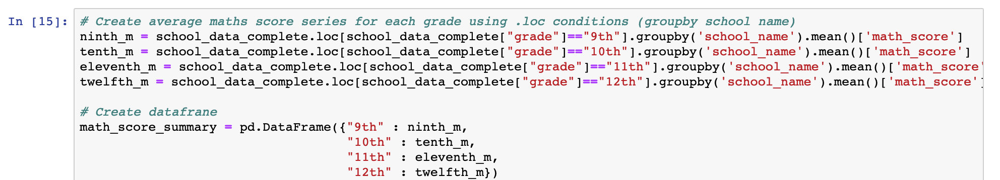 In [15]: # Create average maths score series for each grade using .loc conditions (groupby school name)
ninth_m = school_data_complete.loc[school_data_complete["grade"]=="9th"].groupby('school_name').mean()['math_score']
tenth_m = school_data_complete.loc[school_data_complete["grade"]=="10th"].groupby('school_name').mean()['math_score']
eleventh_m = school_data_complete.loc[school_data_complete["grade"]=="11th"].groupby('school_name').mean()['math_score'
twelfth_m = school_data_complete.loc[school_data_complete["grade"]=="12th"].groupby('school_name').mean()['math_score']
# Create datafrane
math_score_summary = pd.DataFrame({"9th" : ninth_m,
"10th" : tenth_m,
"11th" : eleventh_m,
"12th" : twelfth_m})